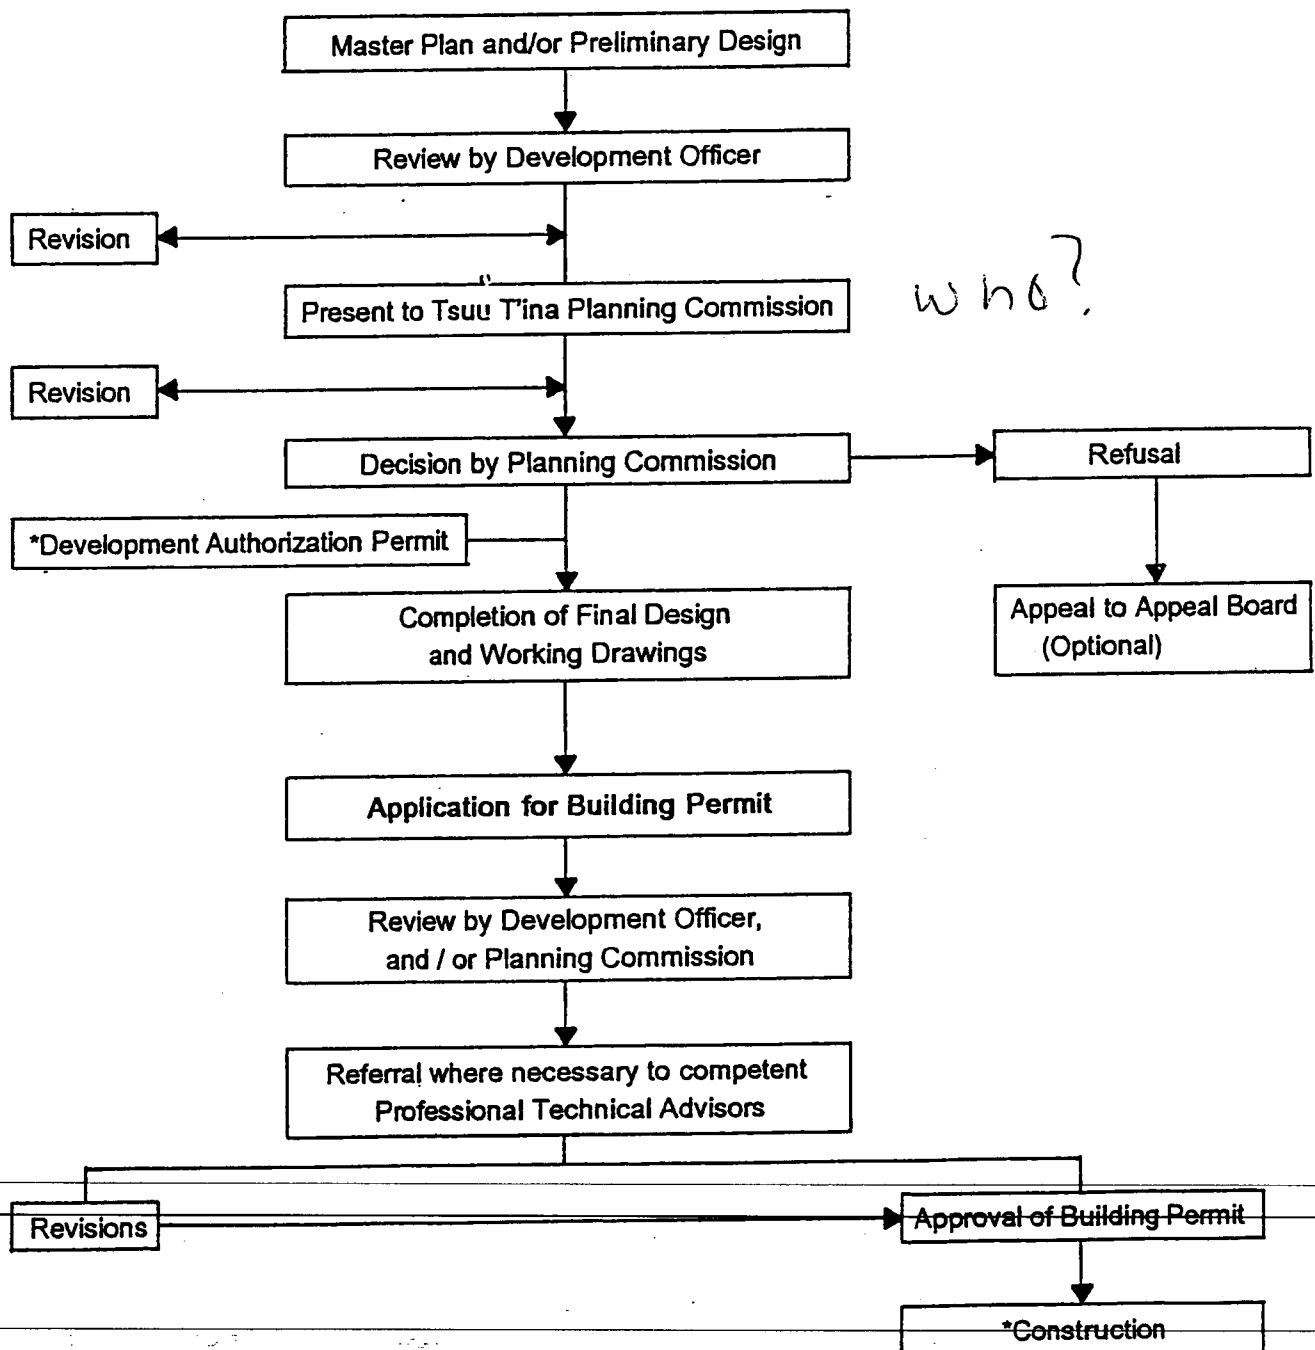 Master Plan and/or Preliminary Design
Review by Development Officer
Revision
who?
Present to Tsuu T'ina Planning Commission
Revision
Decision by Planning Commission
Refusal
*Development Authorization Permit
Completion of Final Design
and Working Drawings
Appeal to Appeal Board
(Optional)
Application for Building Permit
Review by Development Officer,
and / or Planning Commission
Referral where necessary to competent
Professional Technical Advisors
Revisions
Approval of Building Permit
*Construction